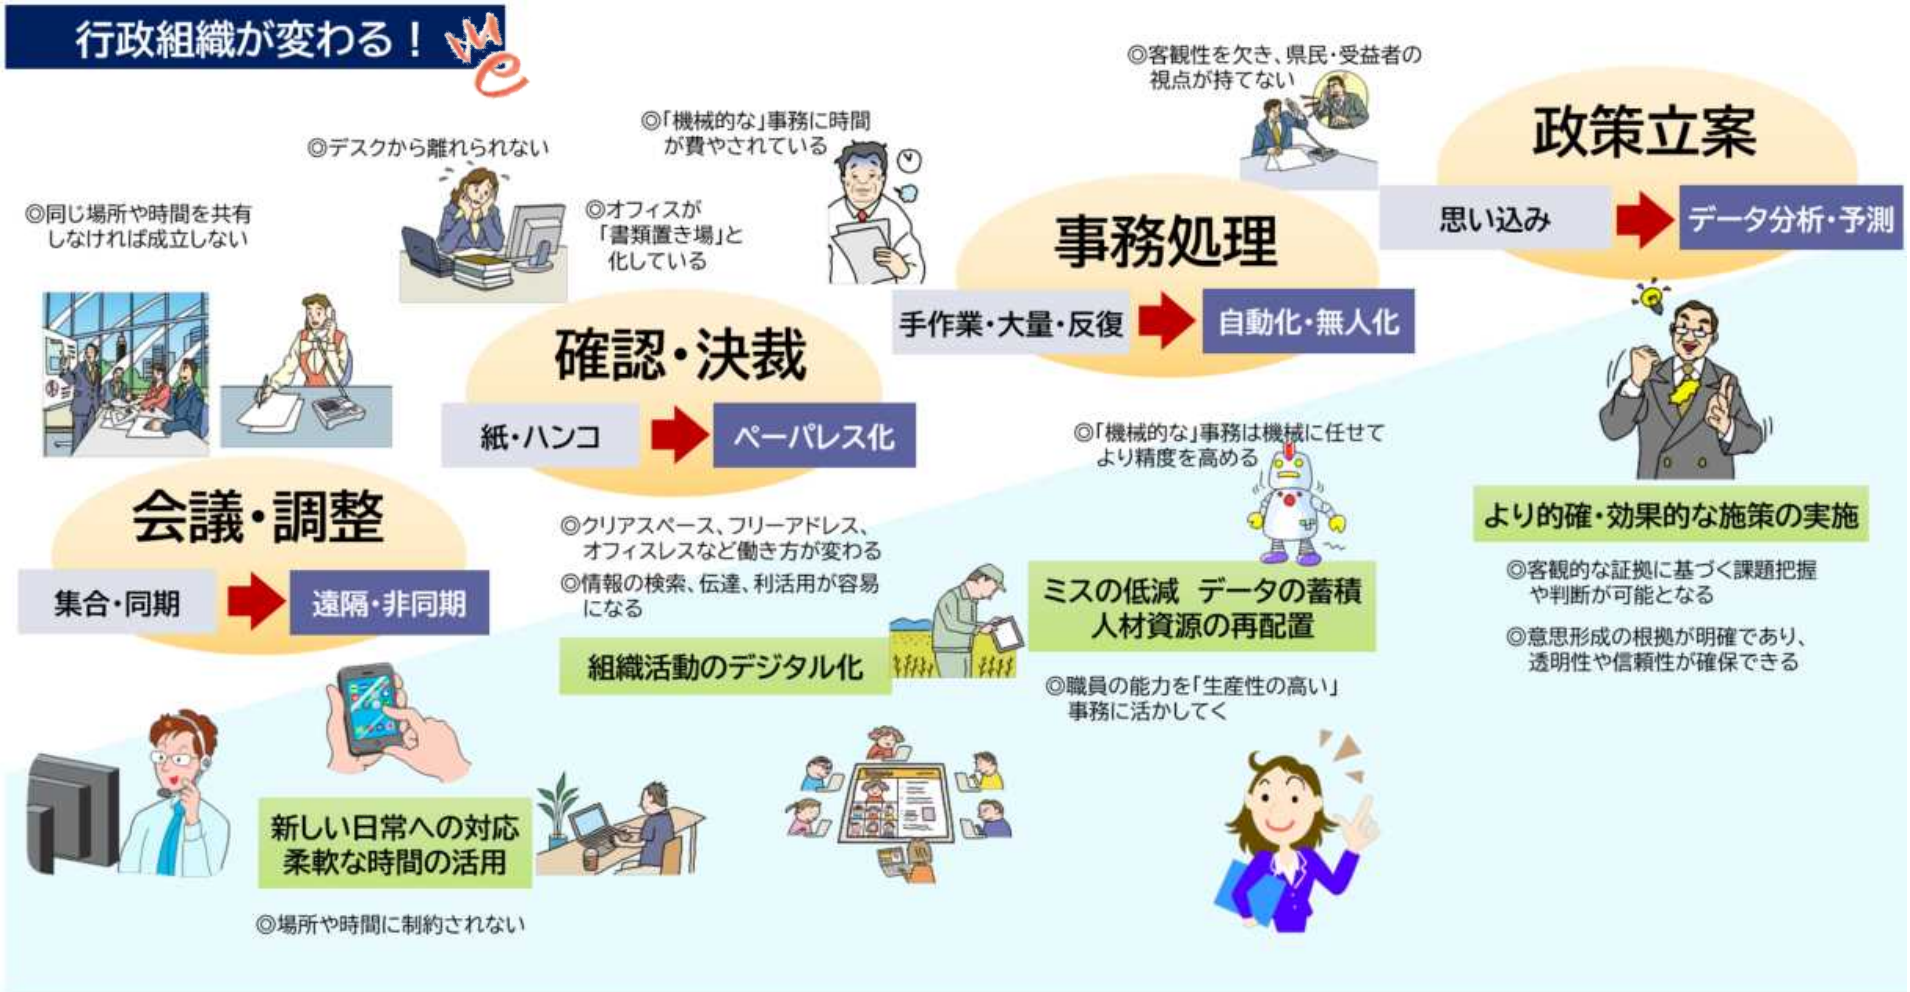 行政組織が変わる！
◎同じ場所や時間を共有
しなければ成立しない
会議・調整
集合・同期
遠隔・非同期
新しい日常への対応
柔軟な時間の活用
◎場所や時間に制約されない
◎デスクから離れられない
◎オフィスが
「書類置き場」と
化している
確認・決裁
紙・ハンコ
ペーパレス化
◎クリアスペース、フリーアドレス、
オフィスレスなど働き方が変わる
◎情報の検索、伝達、利活用が容易
になる
組織活動のデジタル化
◎「機械的な」事務に時間
が費やされている
事務処理
手作業・大量・反復
自動化・無人化
◎「機械的な」事務は機械に任せて
より精度を高める
ミスの低減 データの蓄積
人材資源の再配置
◎職員の能力を「生産性の高い」
事務に活かしてく
◎客観性を欠き、県民・受益者の
視点が持てない
政策立案
思い込み
データ分析・予測
より的確・効果的な施策の実施
◎客観的な証拠に基づく課題把握
や判断が可能となる
◎意思形成の根拠が明確であり、
透明性や信頼性が確保できる